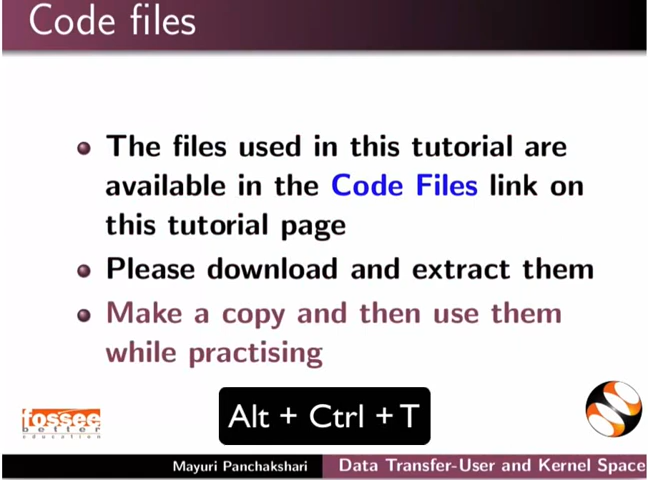 Code files
The files used in this tutorial are
available in the Code Files link on
this tutorial page
Please download and extract them
Make a copy and then use them
while practising
Alt + Ctrl + T
fossee
better
education
Mayuri Panchakshari Data Transfer-User and Kernel Space